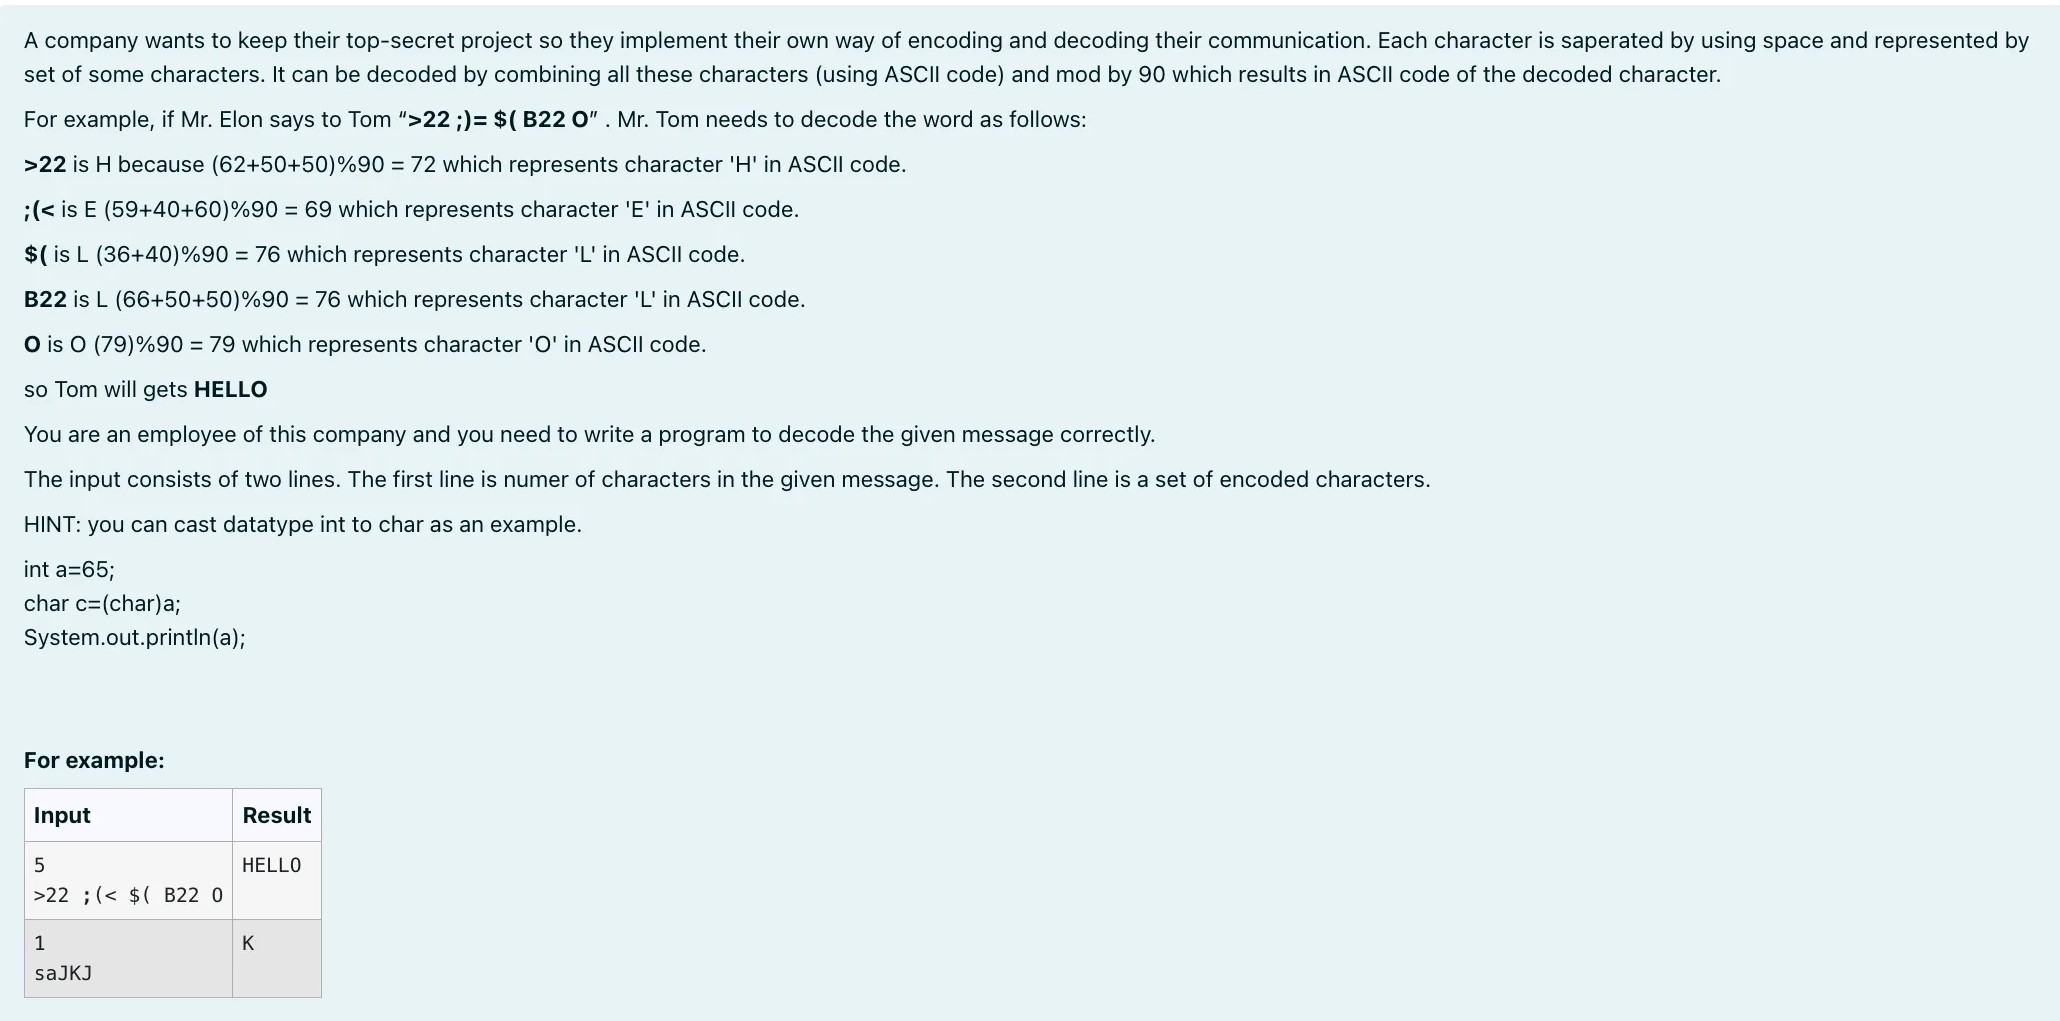 A company wants to keep their top-secret project so they implement their own way of encoding and decoding their communication. Each character is saperated by using space and represented by
set of some characters. It can be decoded by combining all these characters (using ASCII code) and mod by 90 which results in ASCII code of the decoded character.
For example, if Mr. Elon says to Tom “>22 ;)= $( B22 O” . Mr. Tom needs to decode the word as follows:
>22 is H because (62+50+50)%90 = 72 which represents character 'H' in ASCII code.
;(< is E (59+40+60)%90 = 69 which represents character 'E' in ASCII code.
$( is L (36+40)%90 = 76 which represents character 'L' in ASCII code.
B22 is L (66+50+50)%90 = 76 which represents character 'L' in ASCII code.
O is O (79)%90 = 79 which represents character 'O' in ASCII code.
so Tom will gets HELLO
You are an employee of this company and you need to write a program to decode the given message correctly.
The input consists of two lines. The first line is numer of characters in the given message. The second line is a set of encoded characters.
HINT: you can cast datatype int to char as an example.
int a=65;
char c=(char)a;
System.out.println(a);
For example:
Input Result
5 HELLO
>22 ;(< $( B22 O
1 K
saJKJ